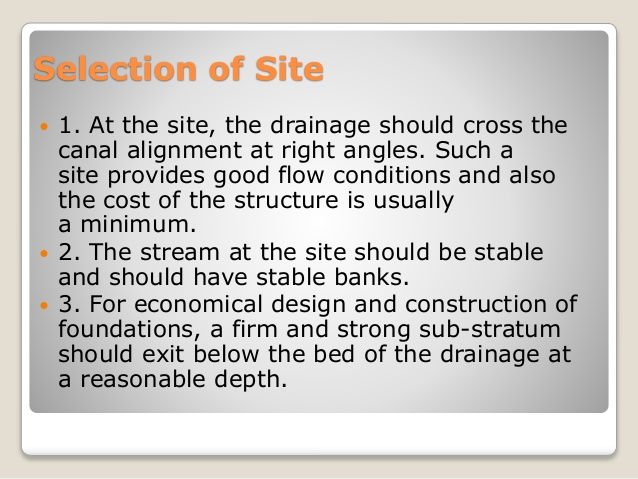 Selection of Site
• 1. At the site, the drainage should cross the
canal alignment at right angles. Such a
site provides good flow conditions and also
the cost of the structure is usually
a minimum.
• 2. The stream at the site should be stable
and should have stable banks.
• 3. For economical design and construction of
foundations, a firm and strong sub-stratum
should exit below the bed of the drainage at
a reasonable depth.